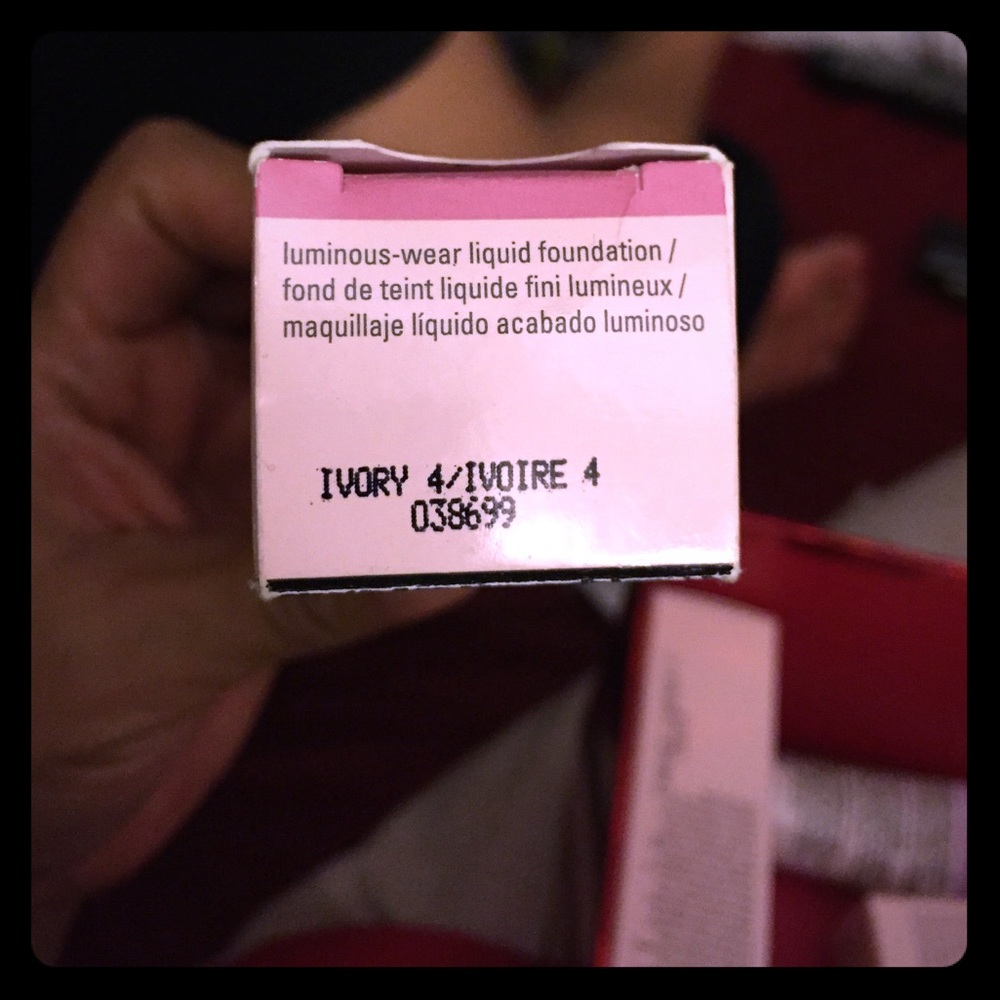 luminous-wear liquid foundation /
fond de teint liquide fini lumineux /
maquillaje líquido acabado luminoso
IVORY 4/IVOIRE 4
038699